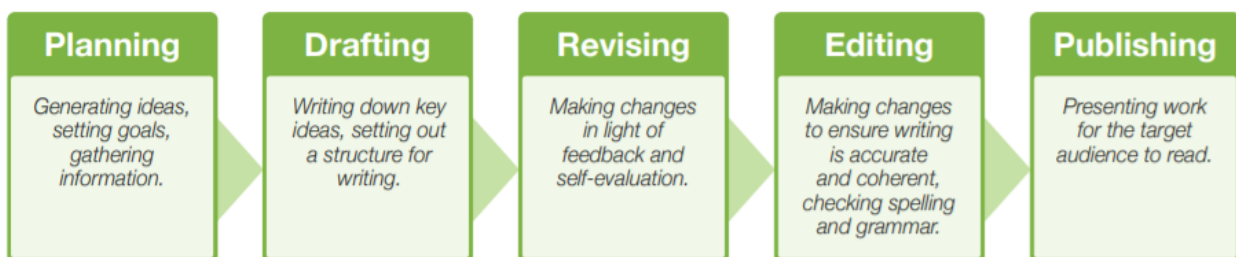 Planning
Generating ideas,
setting goals,
gathering
information.
Drafting
Writing down key
ideas, setting out
a structure for
writing.
Revising
Making changes
in light of
feedback and
self-evaluation.
Editing
Making changes
to ensure writing
is accurate
and coherent,
checking spelling
and grammar.
Publishing
Presenting work
for the target
audience to read.